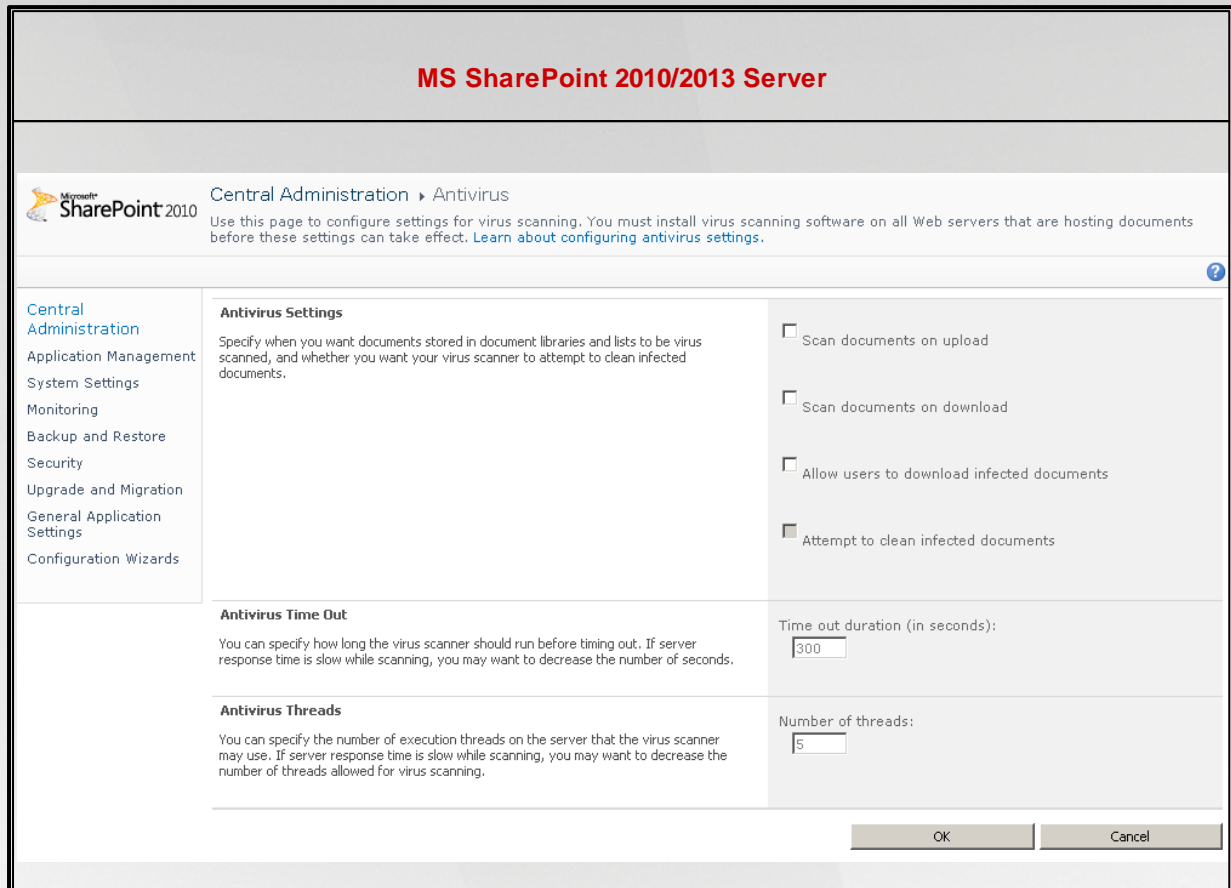 MS SharePoint 2010/2013 Server
Microsoft
SharePoint 2010
Central Administration ▸ Antivirus
Use this page to configure settings for virus scanning. You must install virus scanning software on all Web servers that are hosting documents
before these settings can take effect. Learn about configuring antivirus settings.
Central
Administration
Application Management
System Settings
Monitoring
Backup and Restore
Security
Upgrade and Migration
General Application
Settings
Configuration Wizards
Antivirus Settings
Specify when you want documents stored in document libraries and lists to be virus
scanned, and whether you want your virus scanner to attempt to clean infected
documents.
Scan documents on upload
Scan documents on download
Allow users to download infected documents
Attempt to clean infected documents
Antivirus Time Out
You can specify how long the virus scanner should run before timing out. If server
response time is slow while scanning, you may want to decrease the number of seconds.
Time out duration (in seconds):
300
Antivirus Threads
You can specify the number of execution threads on the server that the virus scanner
may use. If server response time is slow while scanning, you may want to decrease the
number of threads allowed for virus scanning.
Number of threads:
5
OK
Cancel